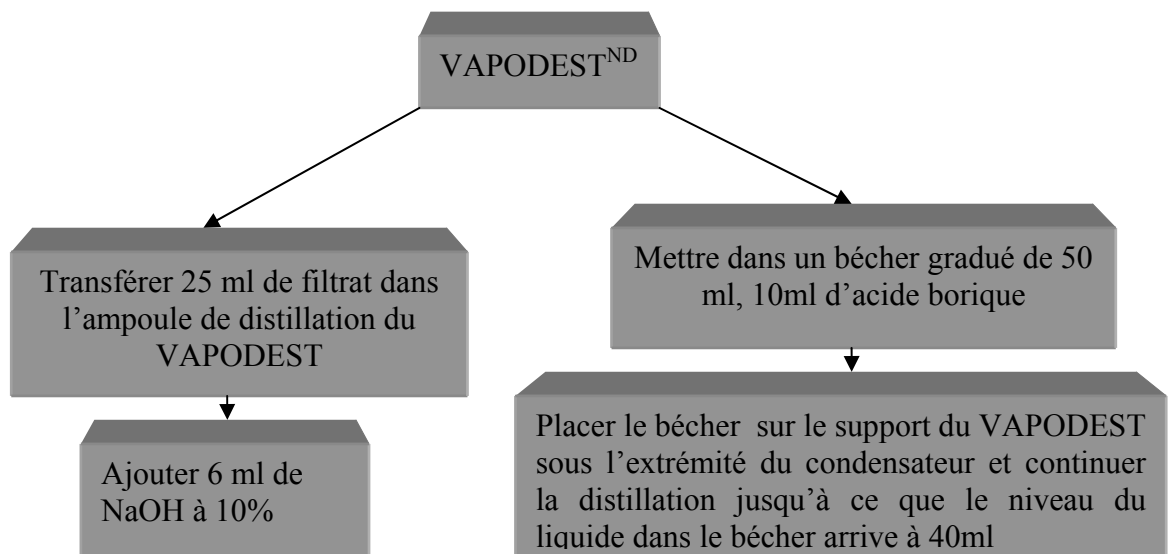 VAPODEST^ND
Transférer 25 ml de filtrat dans
l'ampoule de distillation du
VAPODEST
Ajouter 6 ml de
NaOH à 10%
Mettre dans un bécher gradué de 50
ml, 10ml d'acide borique
Placer le bécher sur le support du VAPODEST
sous l'extrémité du condensateur et continuer
la distillation jusqu'à ce que le niveau du
liquide dans le bécher arrive à 40ml